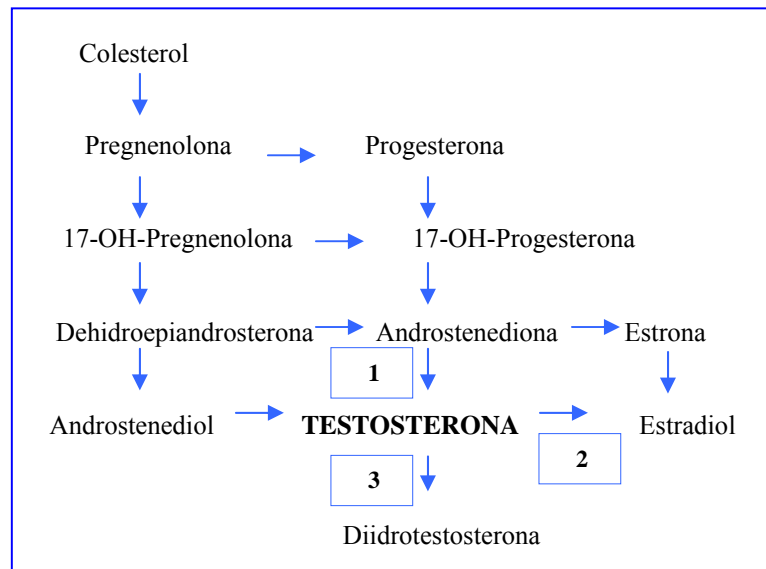 Colesterol
Pregnenolona Progesterona
17-OH-Pregnenolona 17-OH-Progesterona
Dehidroepiandrosterona Androstenediona Estrona
1
Androstenediol TESTOSTERONA Estradiol
2
3
Diidrotestosterona